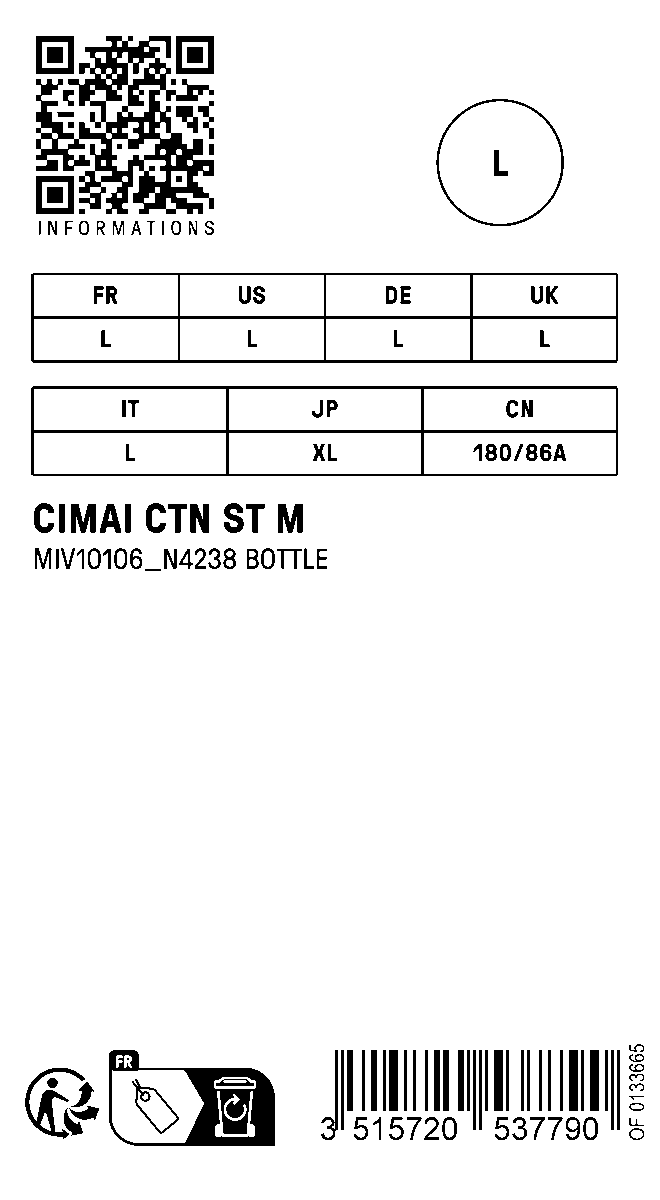 INFORMATIONS
L
FR US DE UK
L L L L
IT JP CN
L XL 180/86A
CIMAI CTN ST M
MIV10106_N4238 BOTTLE
FR
3 515720 537790
OF 0133665